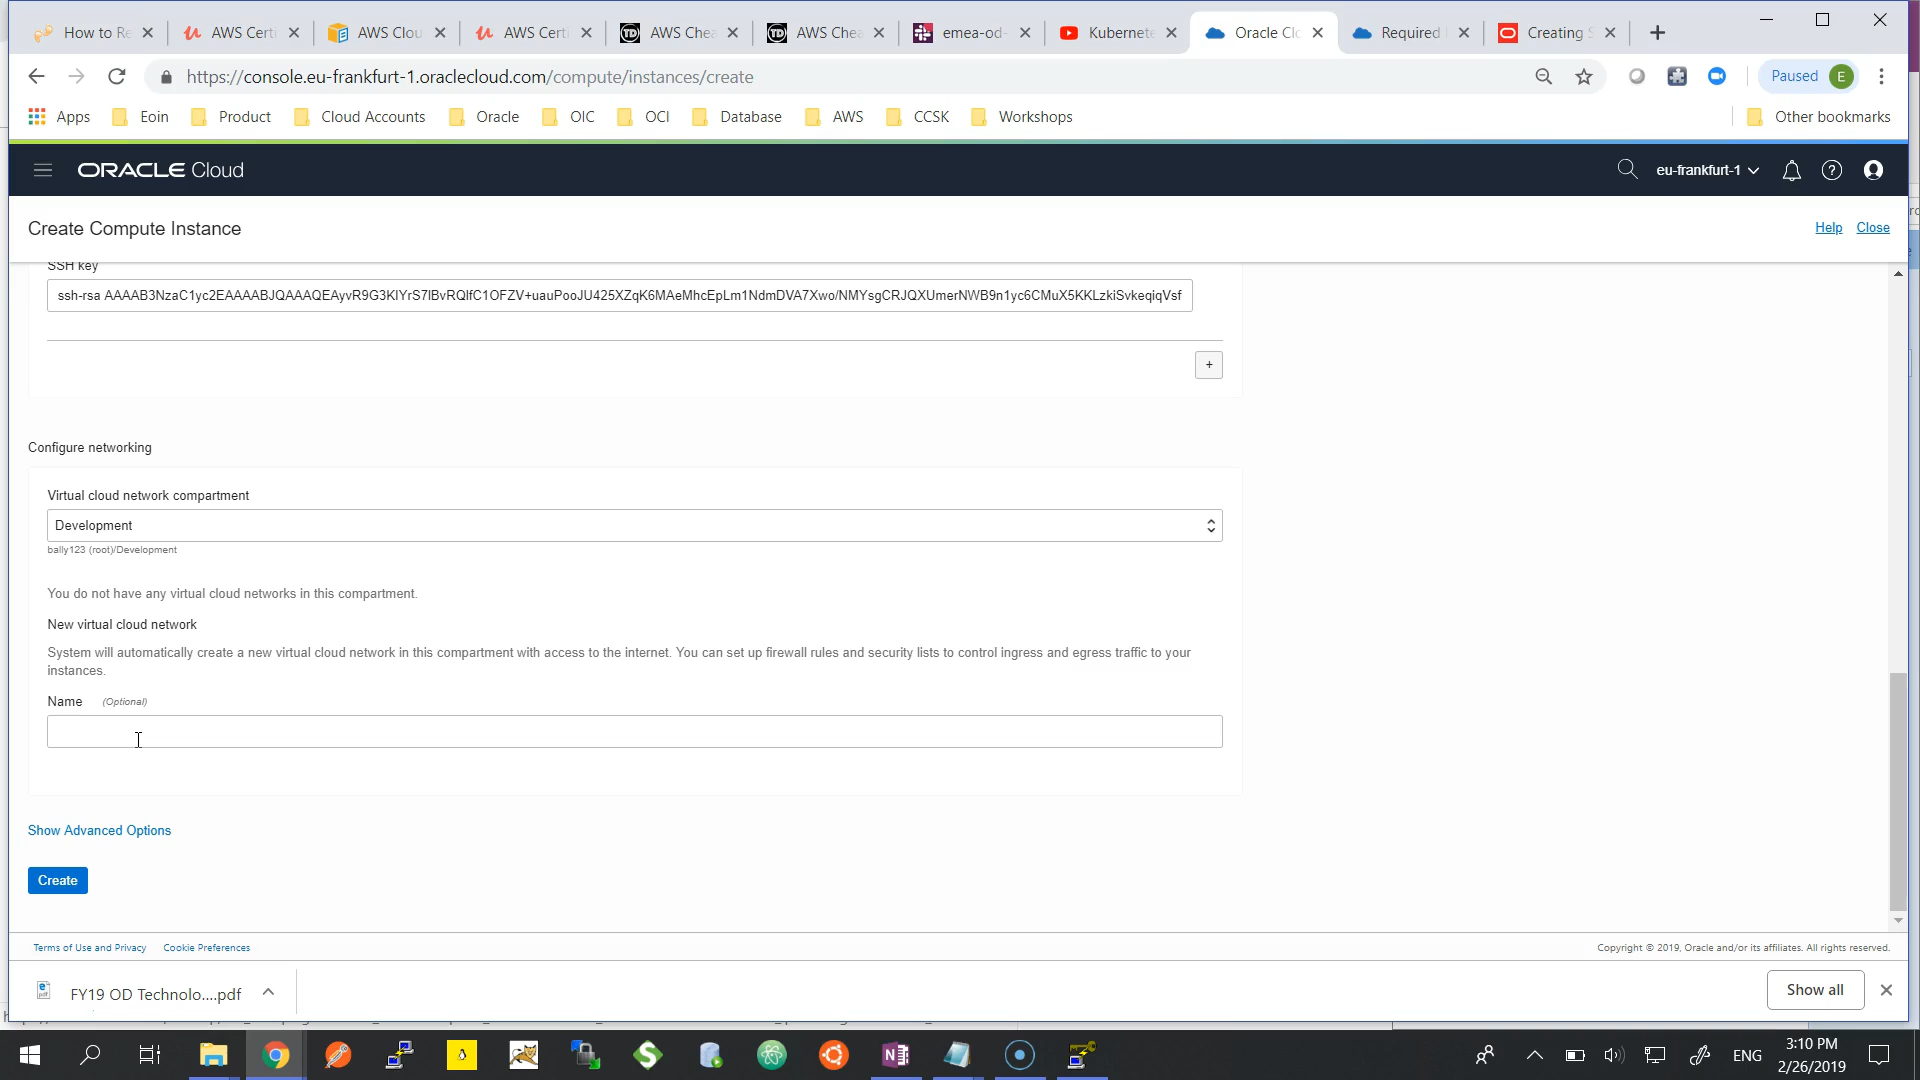 How to Re
AWS Certi
AWS Clou
AWS Certi
AWS Chea
AWS Chea
emea-od-
Kubernete
Oracle Clo
Required
Creating S
https://console.eu-frankfurt-1.oraclecloud.com/compute/instances/create
Paused E
Apps Eoin Product Cloud Accounts Oracle OIC OCI Database AWS CCSK Workshops Other bookmarks
ORACLE Cloud
eu-frankfurt-1
Create Compute Instance
Help Close
SSH key
ssh-rsa AAAAB3NzaC1yc2EAAAABJQAAAQEAyvR9G3KIYrS7IBvRQIfC1OFZV+uauPooJU425XZqK6MAeMhcEpLm1NdmDVA7Xwo/NMYsgCRJQXUmerNWB9n1yc6CMuX5KKLzkiSvkeqiqVsf
+
Configure networking
Virtual cloud network compartment
Development
bally123 (root)/Development
You do not have any virtual cloud networks in this compartment.
New virtual cloud network
System will automatically create a new virtual cloud network in this compartment with access to the internet. You can set up firewall rules and security lists to control ingress and egress traffic to your
instances.
Name (Optional)
Show Advanced Options
Create
Terms of Use and Privacy Cookie Preferences
Copyright © 2019, Oracle and/or its affiliates. All rights reserved.
FY19 OD Technolo....pdf
Show all
ENG
3:10 PM
2/26/2019